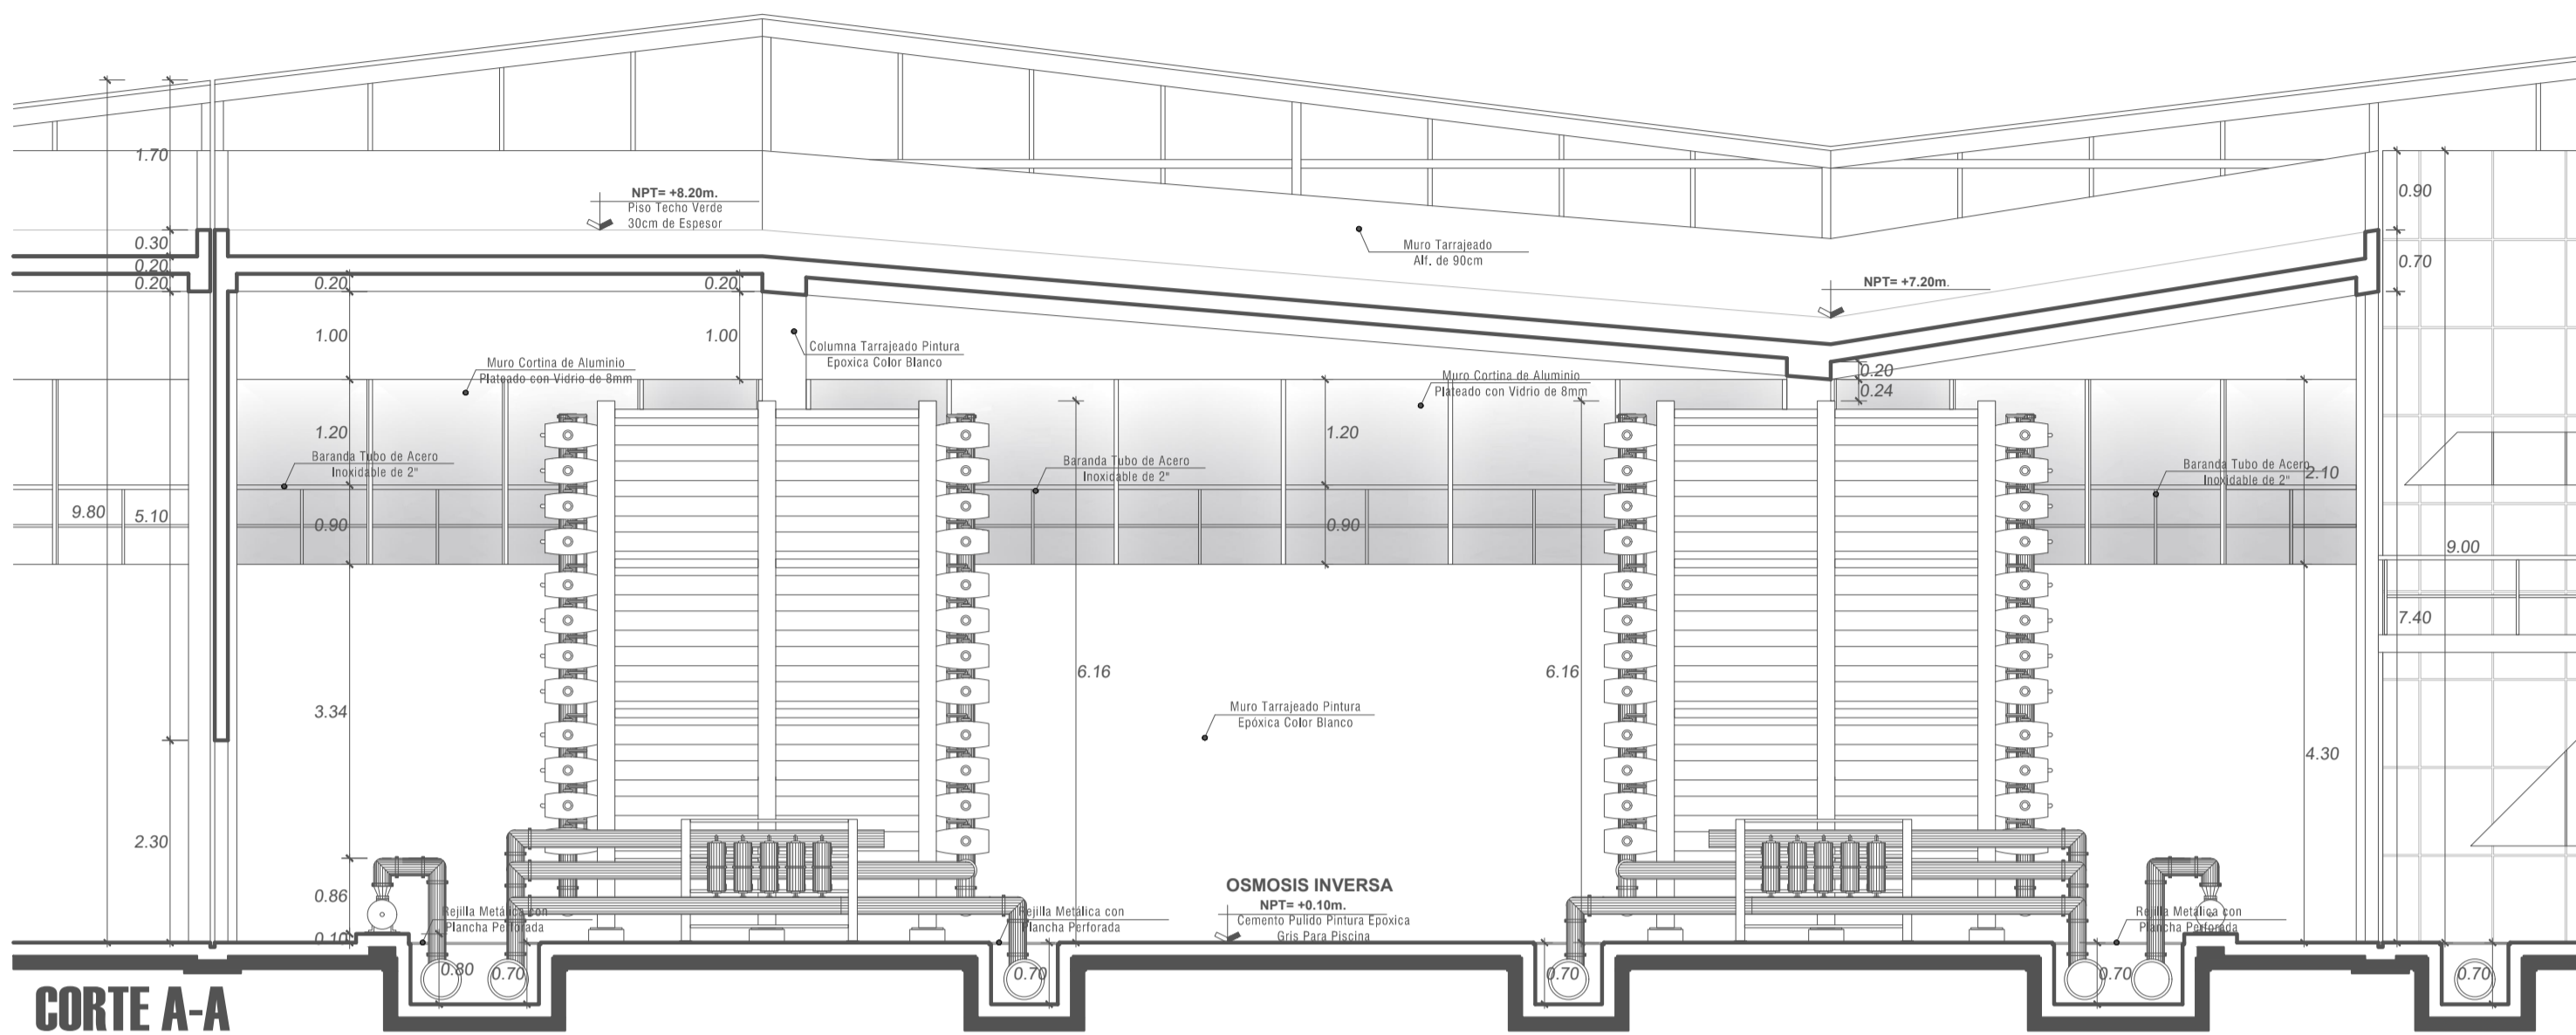 1.70
NPT= +8.20m.
Piso Techo Verde
30cm de Espesor
0.90
0.30
0.20
0.20
0.20
0.20
Muro Tarrajeado
Alf. de 90cm
0.70
NPT= +7.20m.
1.00
1.00
Columna Tarrajeado Pintura
Epoxica Color Blanco
Muro Cortina de Aluminio
Plateado con Vidrio de 8mm
Muro Cortina de Aluminio
Plateado con Vidrio de 8mm
0.20
0.24
1.20
1.20
Baranda Tubo de Acero
Inoxidable de 2"
Baranda Tubo de Acero
Inoxidable de 2"
Baranda Tubo de Acero
Inoxidable de 2"
2.10
9.80
5.10
0.90
0.90
9.00
7.40
6.16
6.16
3.34
Muro Tarrajeado Pintura
Epóxica Color Blanco
4.30
2.30
0.86
OSMOSIS INVERSA
NPT= +0.10m.
Cemento Pulido Pintura Epoxica
Gris Para Piscina
Rejilla Metálica con
Plancha Perforada
Rejilla Metálica con
Plancha Perforada
Rejilla Metálica con
Plancha Perforada
0.10
0.80
0.70
0.70
0.70
0.70
0.70
CORTE A-A